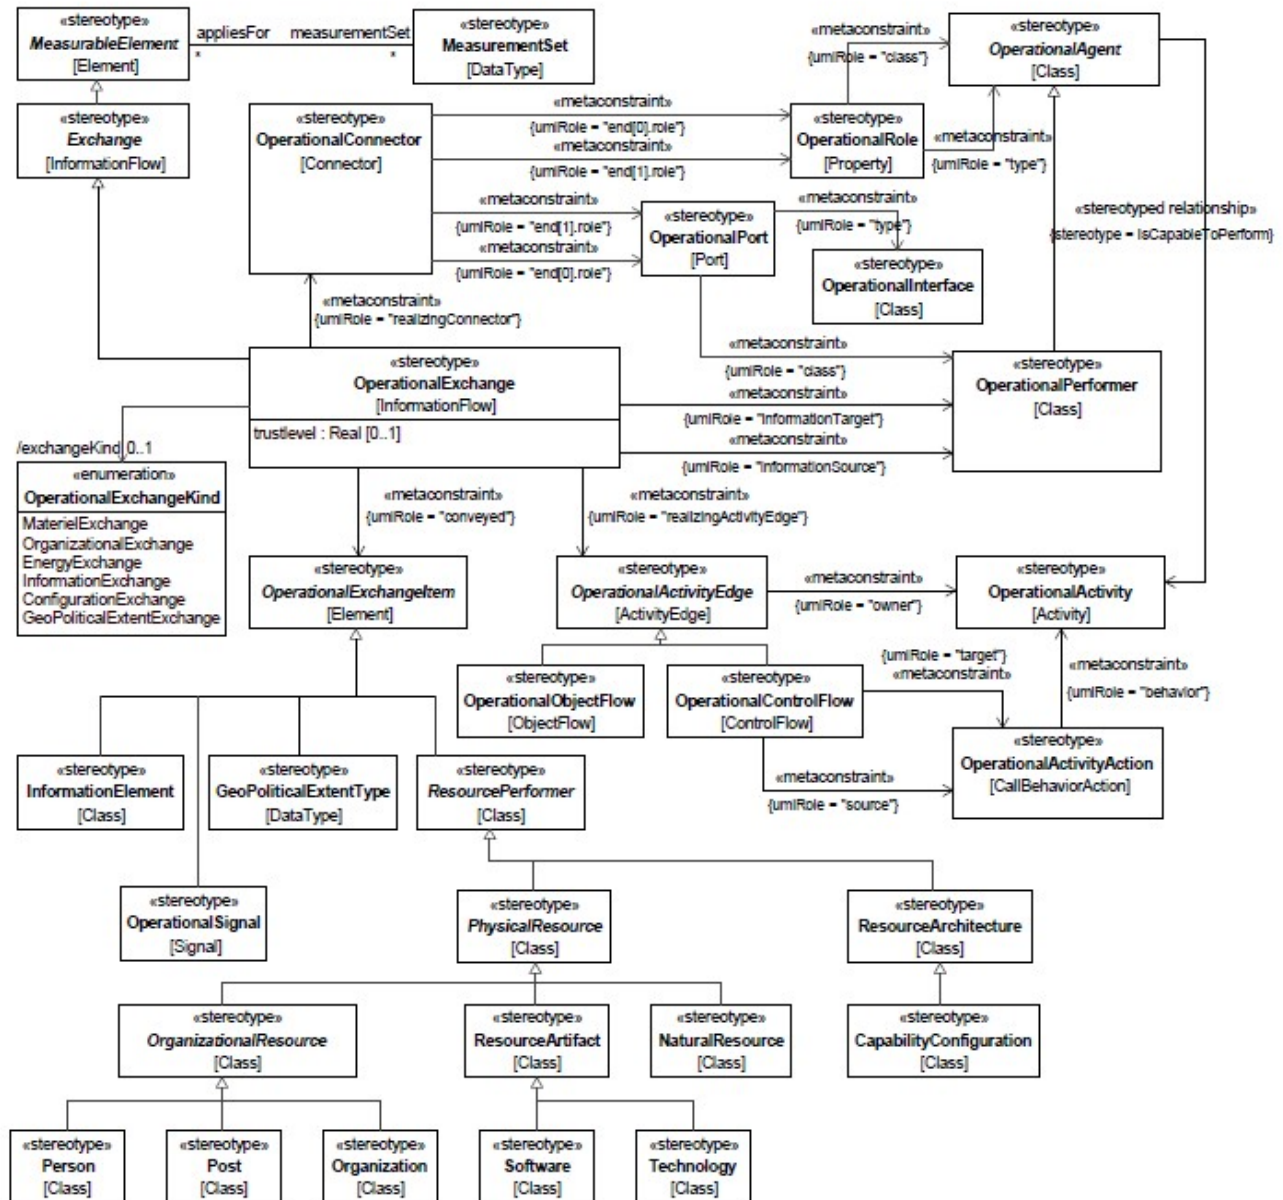 «stereotype»
MeasurableElement
[Element]
appliesFor
measurementSet
*
*
«stereotype»
MeasurementSet
[DataType]
«metaconstraint»
{umlRole = "class"}
«stereotype»
OperationalAgent
[Class]
«stereotype»
Exchange
[InformationFlow]
«stereotype»
OperationalConnector
[Connector]
«metaconstraint»
{umlRole = "end[0].role"}
«metaconstraint»
{umlRole = "end[1].role"}
«stereotype»
OperationalRole
[Property]
«metaconstraint»
{umlRole = "type"}
«metaconstraint»
{umlRole = "end[1].role"}
«metaconstraint»
{umlRole = "end[0].role"}
«stereotype»
OperationalPort
[Port]
«metaconstraint»
{umlRole = "type"}
«stereotyped relationship»
{stereotype = IsCapableToPerform}
«stereotype»
OperationalInterface
[Class]
«metaconstraint»
{umlRole = "realizingConnector"}
«stereotype»
OperationalExchange
[InformationFlow]
trustlevel : Real [0..1]
«metaconstraint»
{umlRole = "class"}
«metaconstraint»
{umlRole = "informationTarget"}
«metaconstraint»
{umlRole = "informationSource"}
«stereotype»
OperationalPerformer
[Class]
/exchangeKind 0..1
«enumeration»
OperationalExchangeKind
MaterielExchange
OrganizationalExchange
EnergyExchange
InformationExchange
ConfigurationExchange
GeoPoliticalExtentExchange
«metaconstraint»
{umlRole = "conveyed"}
«metaconstraint»
{umlRole = "realizingActivityEdge"}
«stereotype»
OperationalExchangeItem
[Element]
«stereotype»
OperationalActivityEdge
[ActivityEdge]
«metaconstraint»
{umlRole = "owner"}
«stereotype»
OperationalActivity
[Activity]
«stereotype»
OperationalObjectFlow
[ObjectFlow]
«stereotype»
OperationalControlFlow
[ControlFlow]
{umlRole = "target"}
«metaconstraint»
«metaconstraint»
{umlRole = "behavior"}
«metaconstraint»
{umlRole = "source"}
«stereotype»
OperationalActivityAction
[CallBehaviorAction]
«stereotype»
InformationElement
[Class]
«stereotype»
GeoPoliticalExtentType
[DataType]
«stereotype»
ResourcePerformer
[Class]
«stereotype»
OperationalSignal
[Signal]
«stereotype»
PhysicalResource
[Class]
«stereotype»
ResourceArchitecture
[Class]
«stereotype»
OrganizationalResource
[Class]
«stereotype»
ResourceArtifact
[Class]
«stereotype»
NaturalResource
[Class]
«stereotype»
CapabilityConfiguration
[Class]
«stereotype»
Person
[Class]
«stereotype»
Post
[Class]
«stereotype»
Organization
[Class]
«stereotype»
Software
[Class]
«stereotype»
Technology
[Class]